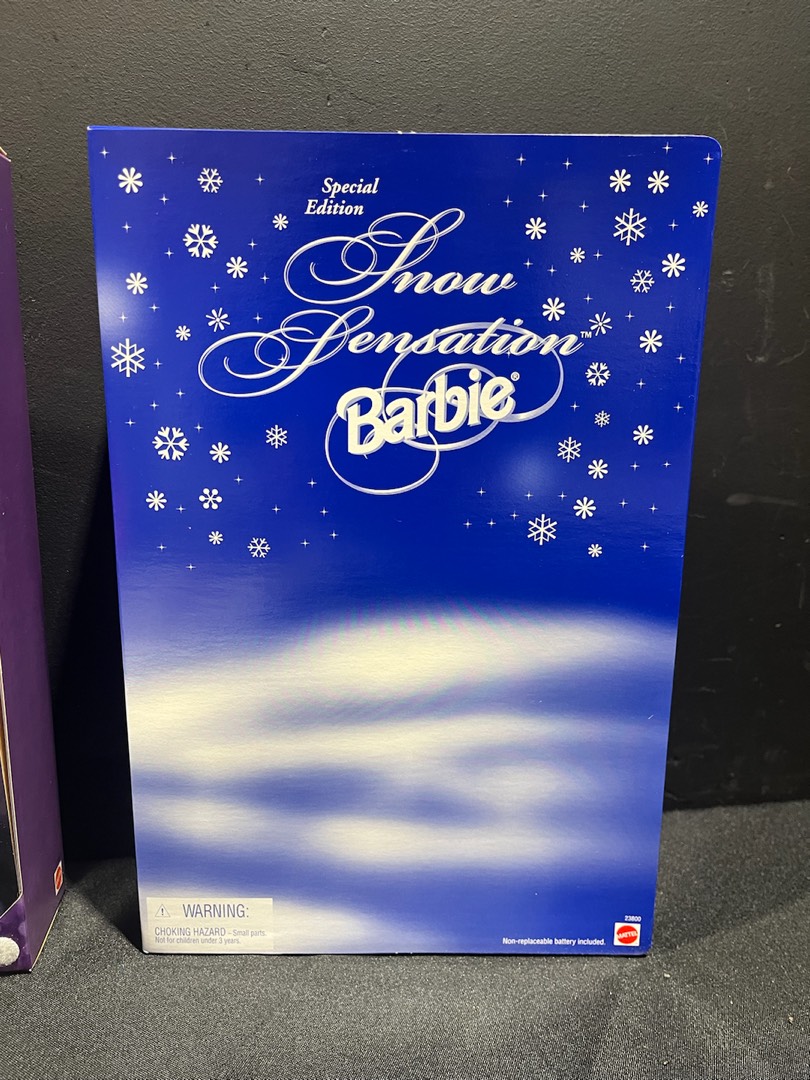 Special
Edition
Snow
Sensation™
Barbie®
WARNING:
CHOKING HAZARD – Small parts.
Not for children under 3 years.
23800
Non-replaceable battery included.
MATTEL